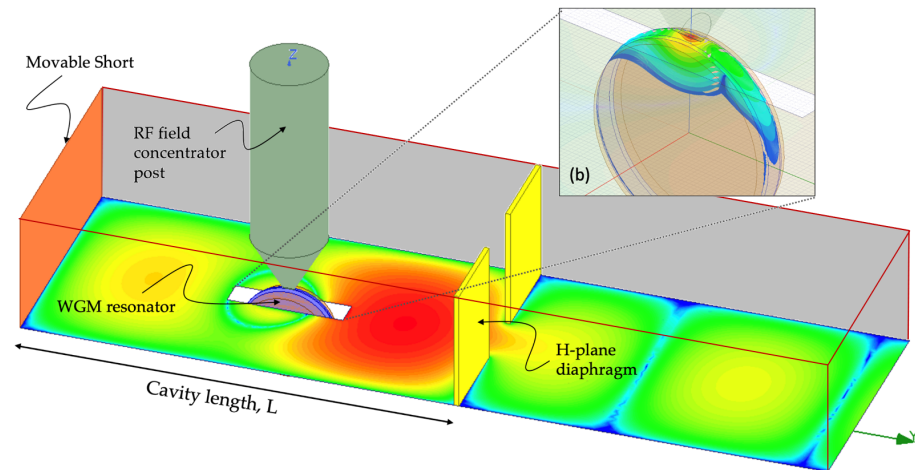 Movable Short
z
RF field
concentrator
post
(b)
WGM resonator
H-plane
diaphragm
Cavity length, L
Y